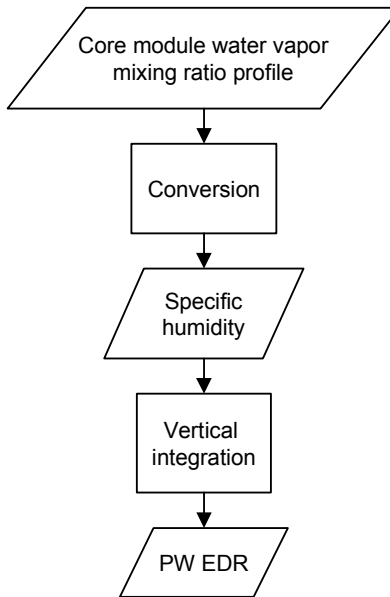 Core module water vapor
mixing ratio profile
Conversion
Specific
humidity
Vertical
integration
PW EDR